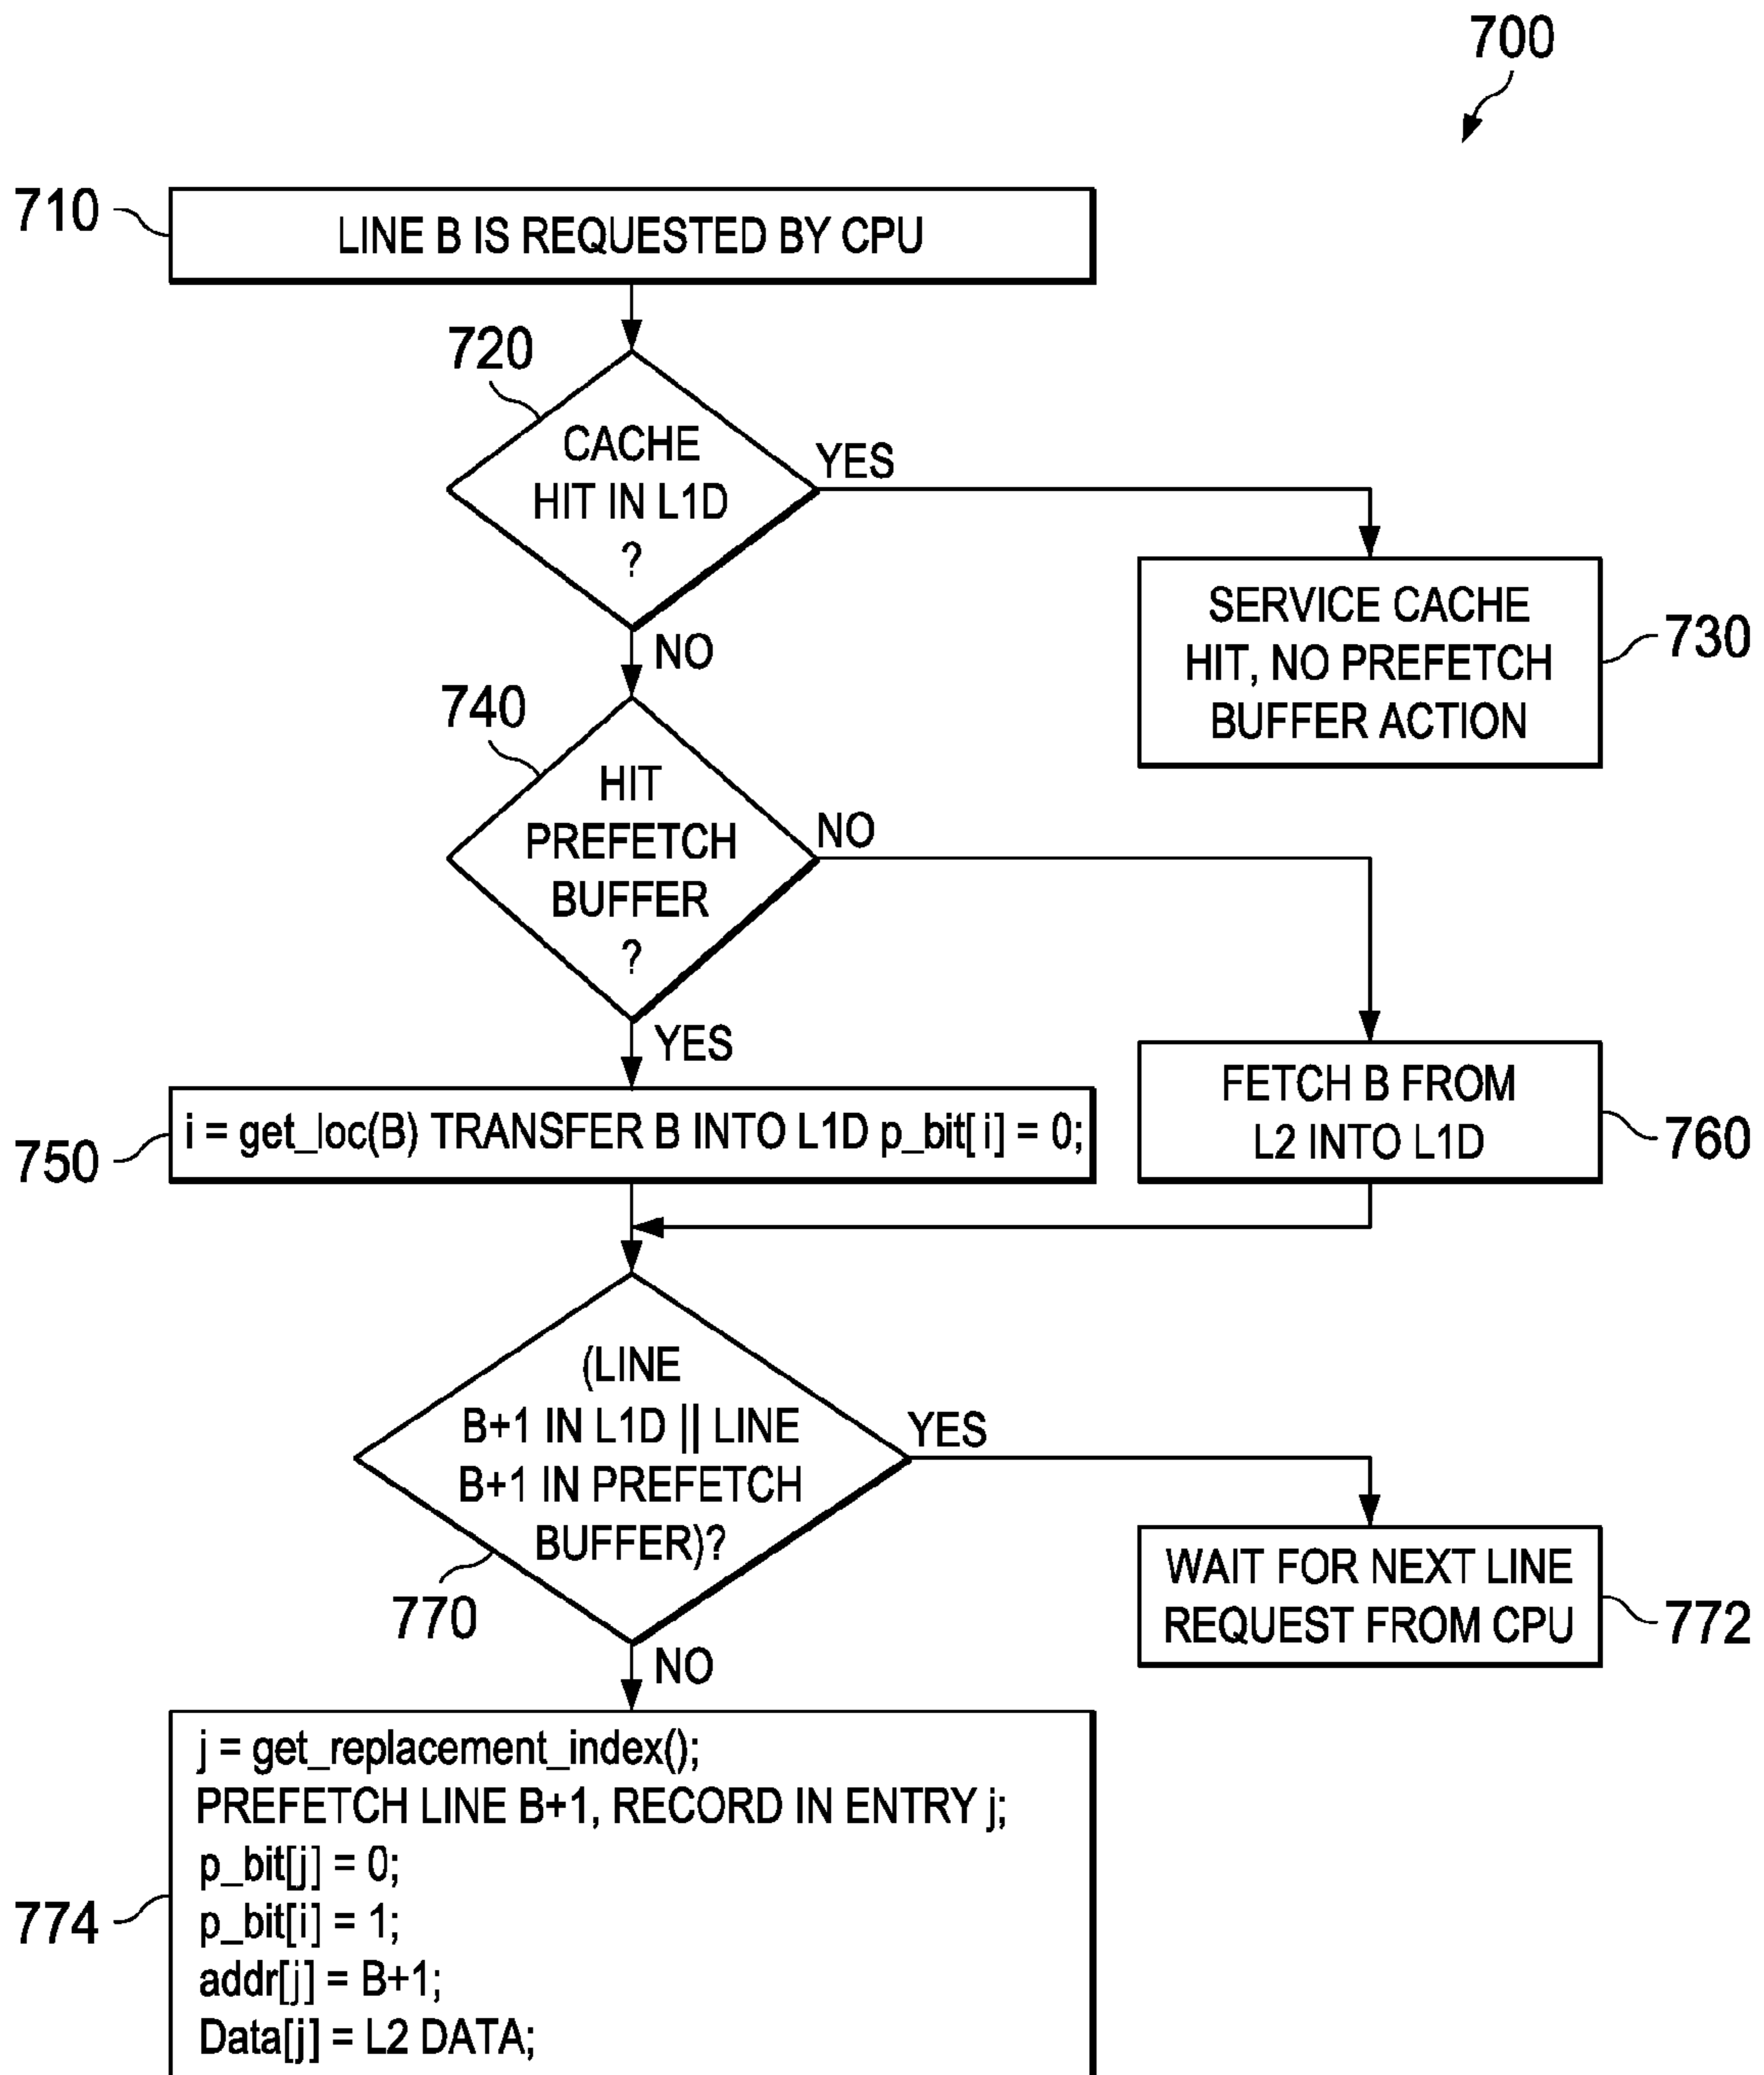 700
710
LINE B IS REQUESTED BY CPU
720
CACHE
HIT IN L1D
?
YES
NO
SERVICE CACHE
HIT, NO PREFETCH
BUFFER ACTION
730
740
HIT
PREFETCH
BUFFER
?
NO
YES
750
i = get_loc(B) TRANSFER B INTO L1D p_bit[ i] = 0;
FETCH B FROM
L2 INTO L1D
760
(LINE
B+1 IN L1D || LINE
B+1 IN PREFETCH
BUFFER)?
YES
770
NO
WAIT FOR NEXT LINE
REQUEST FROM CPU
772
774
j = get_replacement_index();
PREFETCH LINE B+1, RECORD IN ENTRY j;
p_bit[j] = 0;
p_bit[i] = 1;
addr[j] = B+1;
Data[j] = L2 DATA;